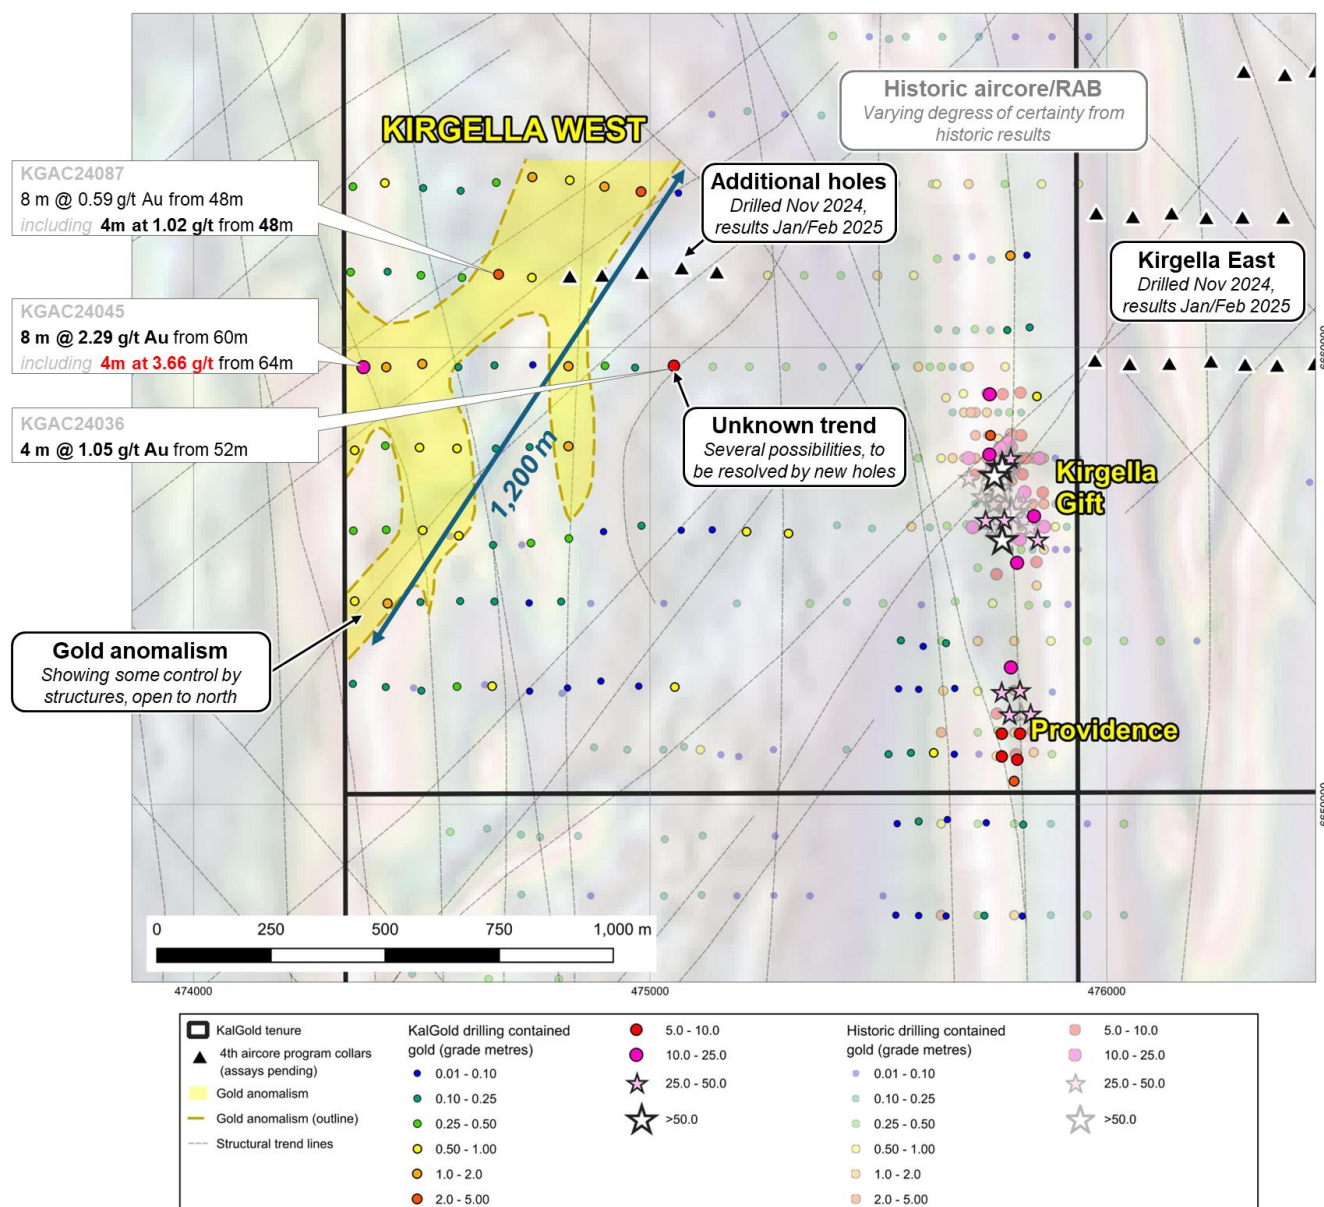 KIRGELLA WEST
Historic aircore/RAB
Varying degress of certainty from
historic results
KGAC24087
8 m @ 0.59 g/t Au from 48m
including 4m at 1.02 g/t from 48m
Additional holes
Drilled Nov 2024,
results Jan/Feb 2025
Kirgella East
Drilled Nov 2024,
results Jan/Feb 2025
KGAC24045
8 m @ 2.29 g/t Au from 60m
including 4m at 3.66 g/t from 64m
KGAC24036
4 m @ 1.05 g/t Au from 52m
Unknown trend
Several possibilities, to
be resolved by new holes
Kirgella
Gift
1,200 m
Gold anomalism
Showing some control by
structures, open to north
Providence
6660000
6659000
0 250 500 750 1,000 m
474000 475000 476000
KalGold tenure
4th aircore program collars
(assays pending)
Gold anomalism
Gold anomalism (outline)
Structural trend lines
KalGold drilling contained
gold (grade metres)
0.01 - 0.10
0.10 - 0.25
0.25 - 0.50
0.50 - 1.00
1.0 - 2.0
2.0 - 5.00
5.0 - 10.0
10.0 - 25.0
25.0 - 50.0
>50.0
Historic drilling contained
gold (grade metres)
0.01 - 0.10
0.10 - 0.25
0.25 - 0.50
0.50 - 1.00
1.0 - 2.0
2.0 - 5.00
5.0 - 10.0
10.0 - 25.0
25.0 - 50.0
>50.0